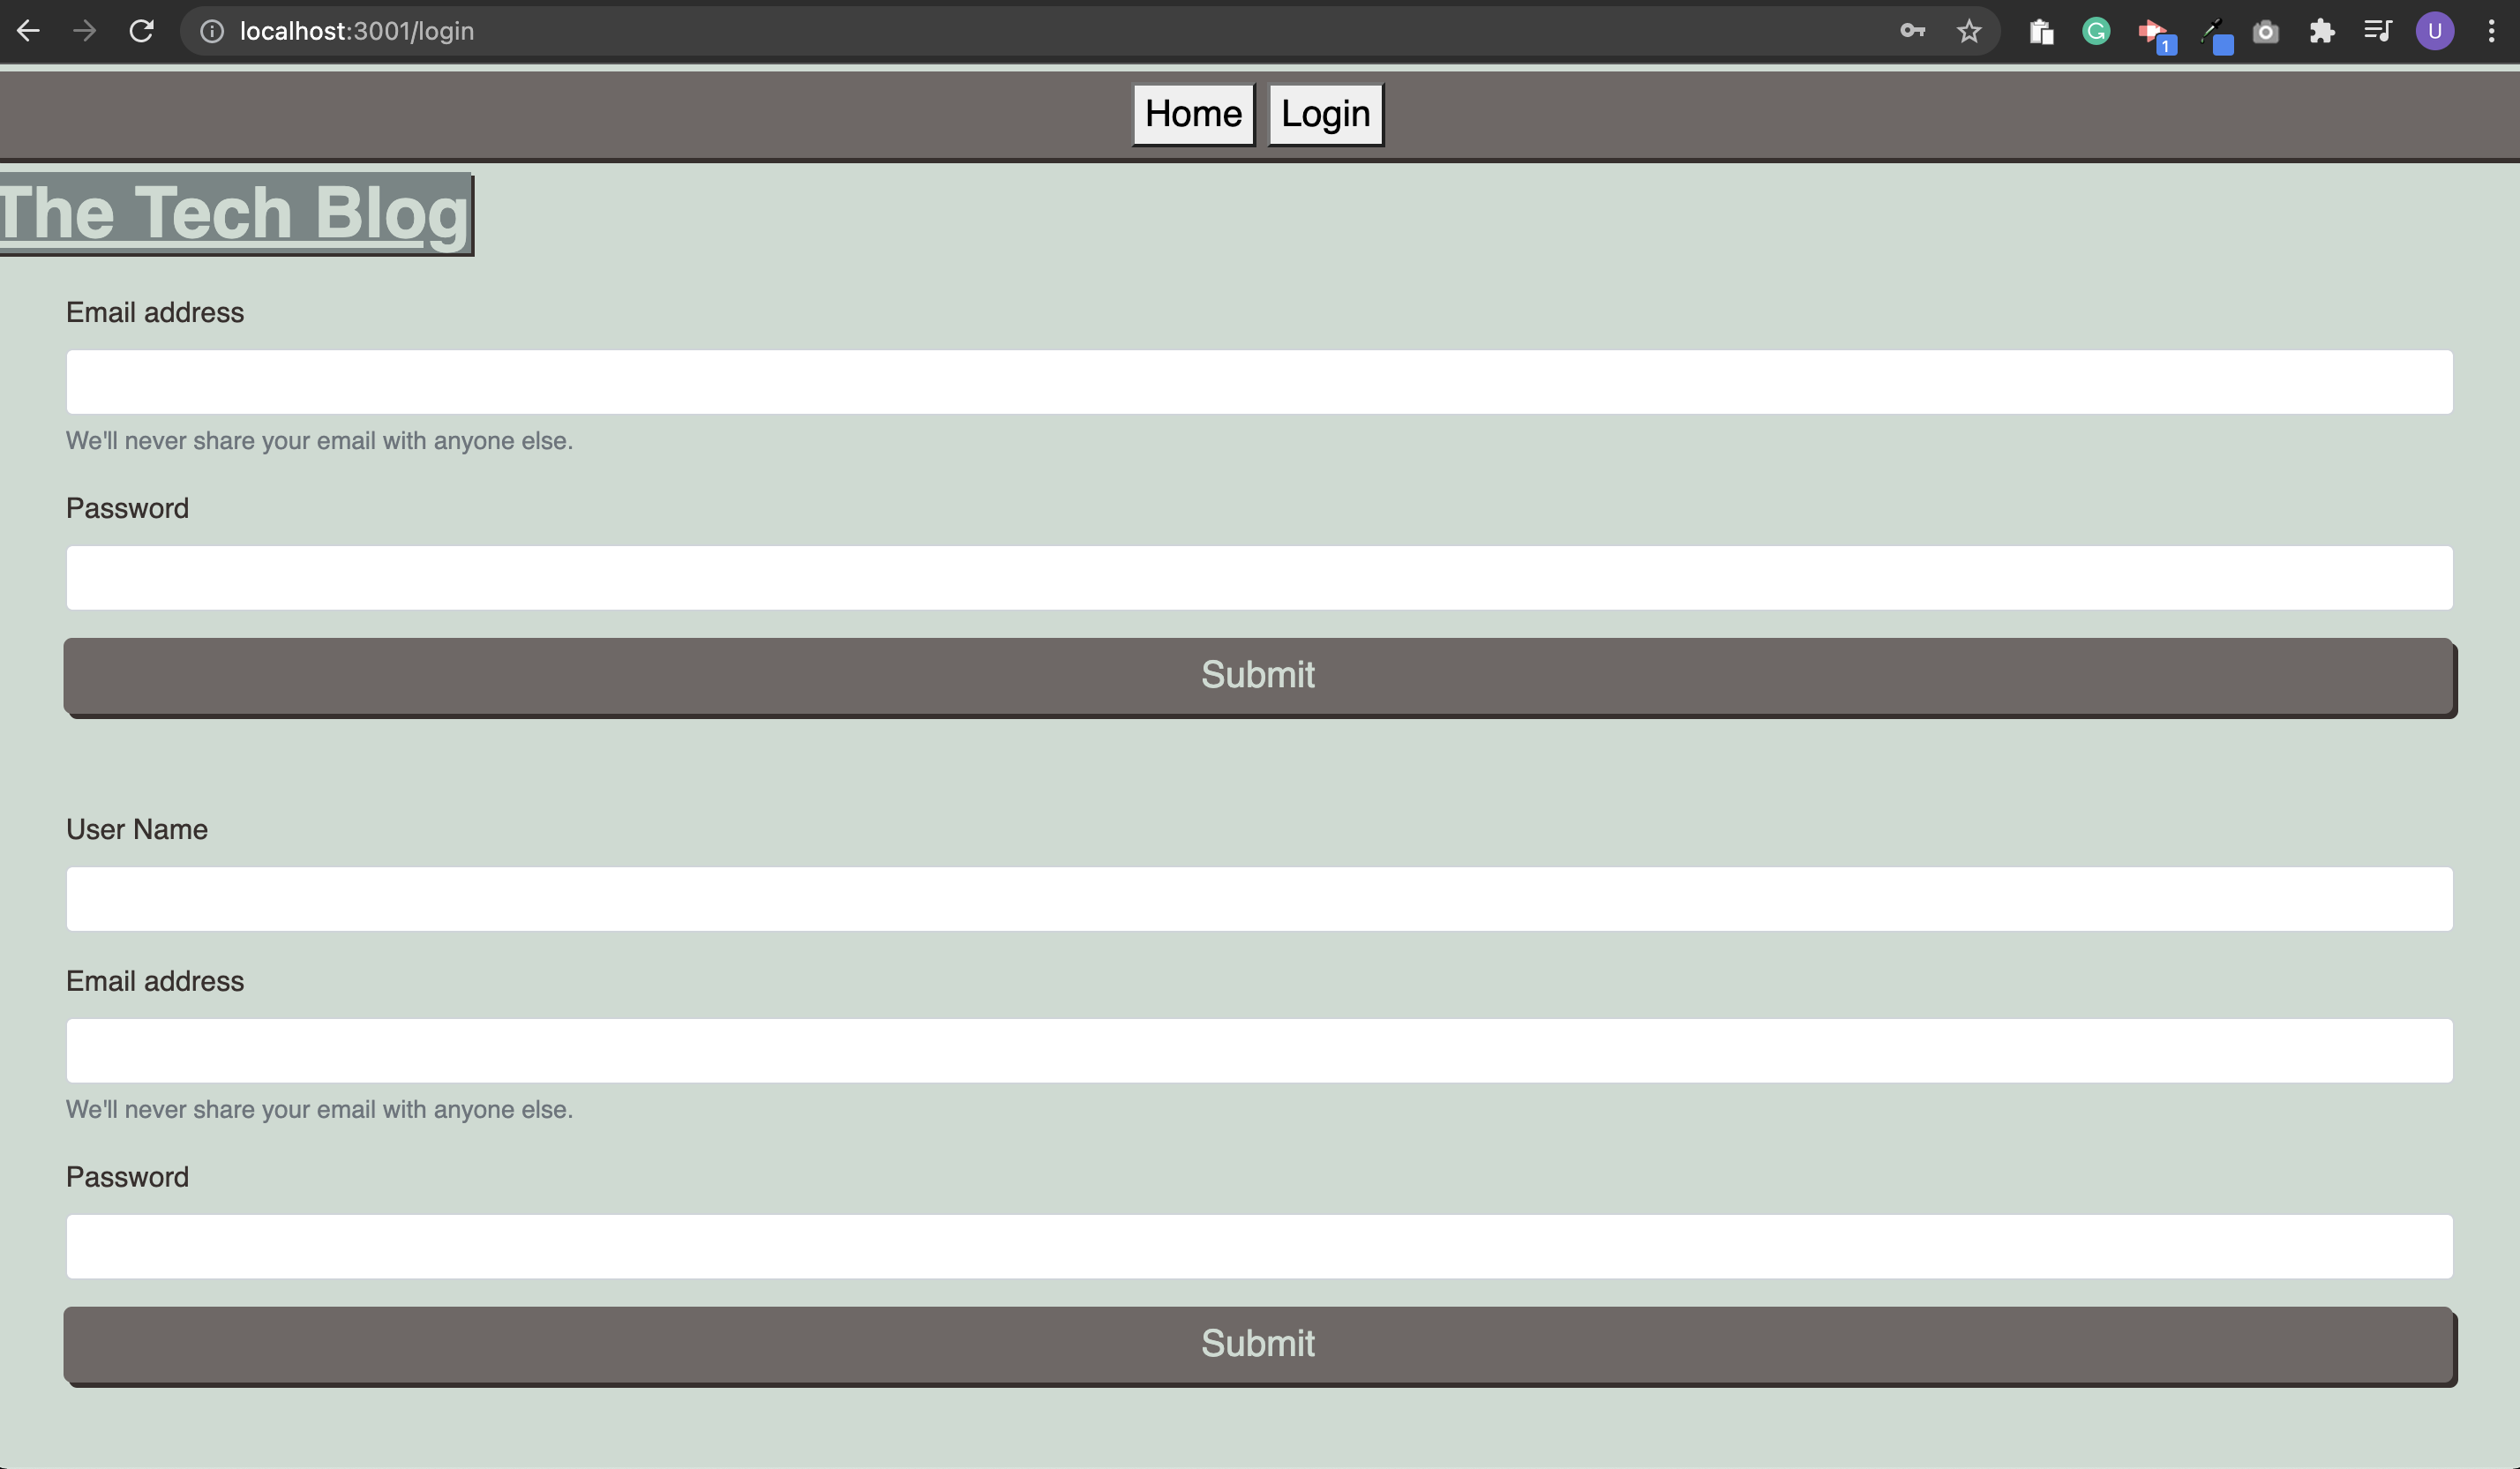 localhost:3001/login
1
U
Home Login
The Tech Blog
Email address
We'll never share your email with anyone else.
Password
Submit
User Name
Email address
We'll never share your email with anyone else.
Password
Submit